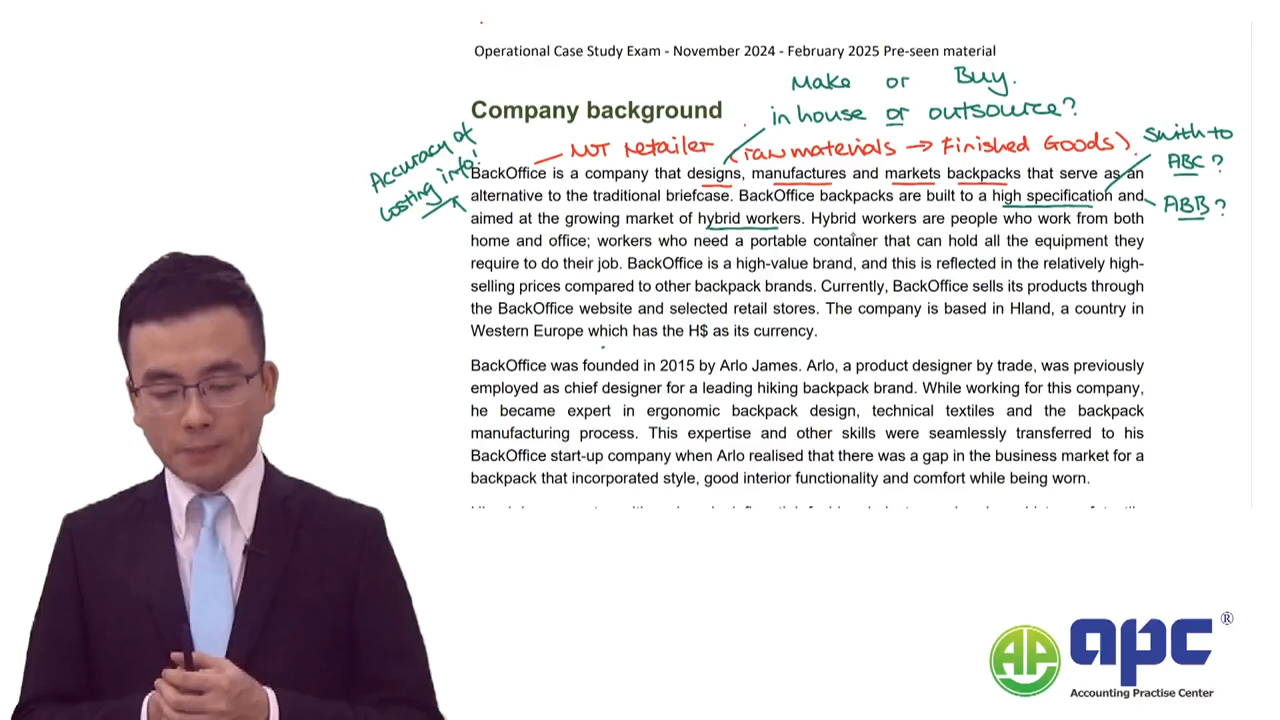 Operational Case Study Exam - November 2024 - February 2025 Pre-seen material
Make or Buy.
Company background
in house or outsource?
Accuracy of
costing info!
NOT retailer (raw materials → Finished Goods).
Swith to
ABC?
ABB?
BackOffice is a company that designs, manufactures and markets backpacks that serve as an
alternative to the traditional briefcase. BackOffice backpacks are built to a high specification and
aimed at the growing market of hybrid workers. Hybrid workers are people who work from both
home and office; workers who need a portable container that can hold all the equipment they
require to do their job. BackOffice is a high-value brand, and this is reflected in the relatively high-
selling prices compared to other backpack brands. Currently, BackOffice sells its products through
the BackOffice website and selected retail stores. The company is based in Hland, a country in
Western Europe which has the H$ as its currency.
BackOffice was founded in 2015 by Arlo James. Arlo, a product designer by trade, was previously
employed as chief designer for a leading hiking backpack brand. While working for this company,
he became expert in ergonomic backpack design, technical textiles and the backpack
manufacturing process. This expertise and other skills were seamlessly transferred to his
BackOffice start-up company when Arlo realised that there was a gap in the business market for a
backpack that incorporated style, good interior functionality and comfort while being worn.
AP
apc®
Accounting Practise Center